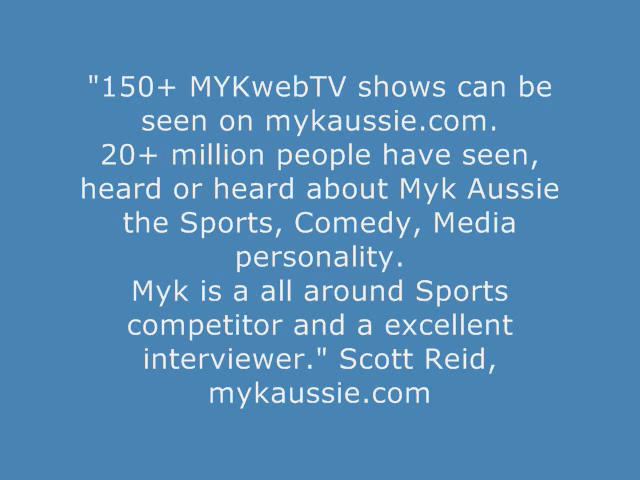 "150+ MYKwebTV shows can be
seen on mykaussie.com.
20+ million people have seen,
heard or heard about Myk Aussie
the Sports, Comedy, Media
personality.
Myk is a all around Sports
competitor and a excellent
interviewer." Scott Reid,
mykaussie.com